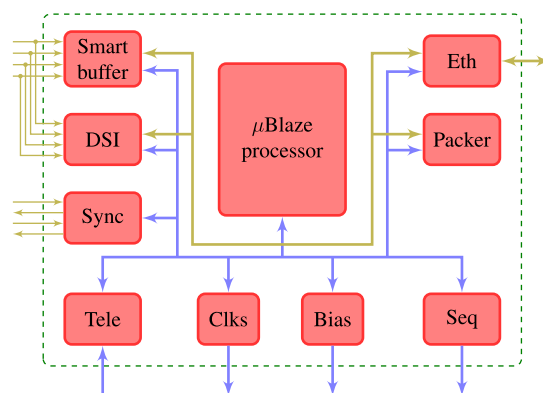 Smart
buffer
Eth
μBlaze
processor
DSI
Packer
Sync
Tele
Clks
Bias
Seq